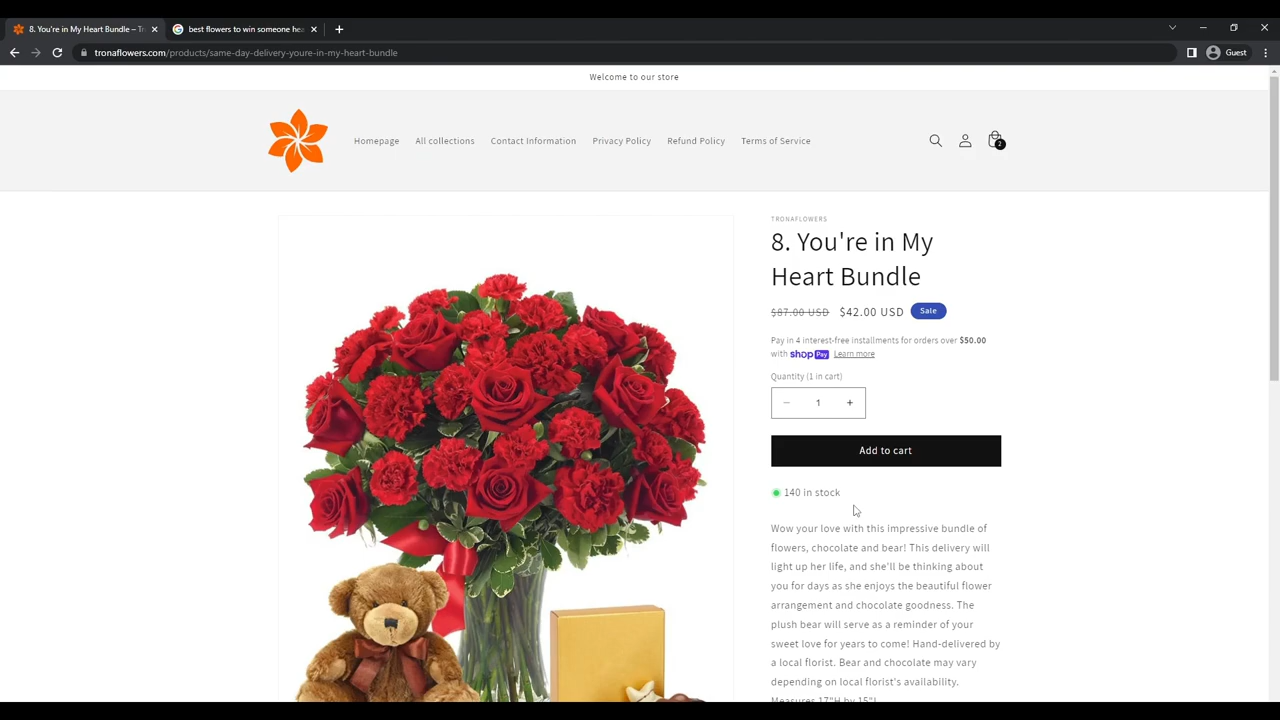 8. You're in My Heart Bundle – Tr
best flowers to win someone hea
Guest
tronaflowers.com/products/same-day-delivery-youre-in-my-heart-bundle
Welcome to our store
Homepage All collections Contact Information Privacy Policy Refund Policy Terms of Service
2
TRONAFLOWERS
8. You're in My
Heart Bundle
$87.00 USD $42.00 USD Sale
Pay in 4 interest-free installments for orders over $50.00
with shop Pay Learn more
Quantity (1 in cart)
− 1 +
Add to cart
140 in stock
Wow your love with this impressive bundle of
flowers, chocolate and bear! This delivery will
light up her life, and she'll be thinking about
you for days as she enjoys the beautiful flower
arrangement and chocolate goodness. The
plush bear will serve as a reminder of your
sweet love for years to come! Hand-delivered by
a local florist. Bear and chocolate may vary
depending on local florist's availability.
Measures 17"H by 15"L